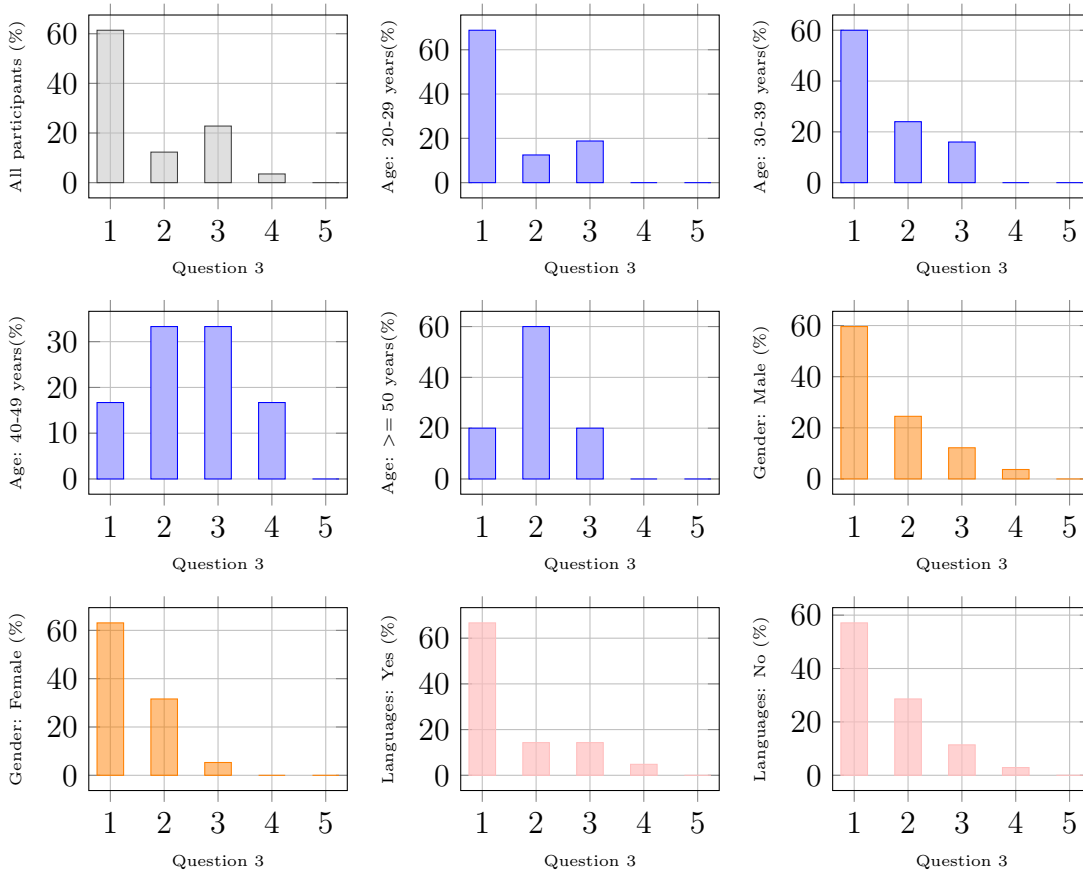 All participants (%)
60
40
20
0
1 2 3 4 5
Question 3
Age: 20-29 years(%)
60
40
20
0
1 2 3 4 5
Question 3
Age: 30-39 years(%)
60
40
20
0
1 2 3 4 5
Question 3
Age: 40-49 years(%)
30
20
10
0
1 2 3 4 5
Question 3
Age: >= 50 years(%)
60
40
20
0
1 2 3 4 5
Question 3
Gender: Male (%)
60
40
20
0
1 2 3 4 5
Question 3
Gender: Female (%)
60
40
20
0
1 2 3 4 5
Question 3
Languages: Yes (%)
60
40
20
0
1 2 3 4 5
Question 3
Languages: No (%)
60
40
20
0
1 2 3 4 5
Question 3